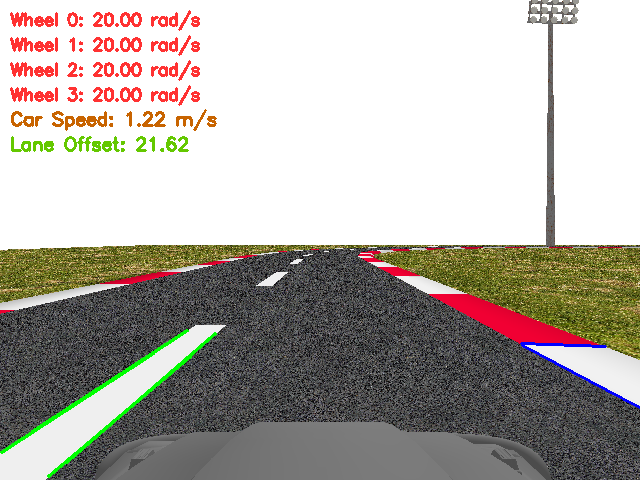 Wheel 0: 20.00 rad/s
Wheel 1: 20.00 rad/s
Wheel 2: 20.00 rad/s
Wheel 3: 20.00 rad/s
Car Speed: 1.22 m/s
Lane Offset: 21.62